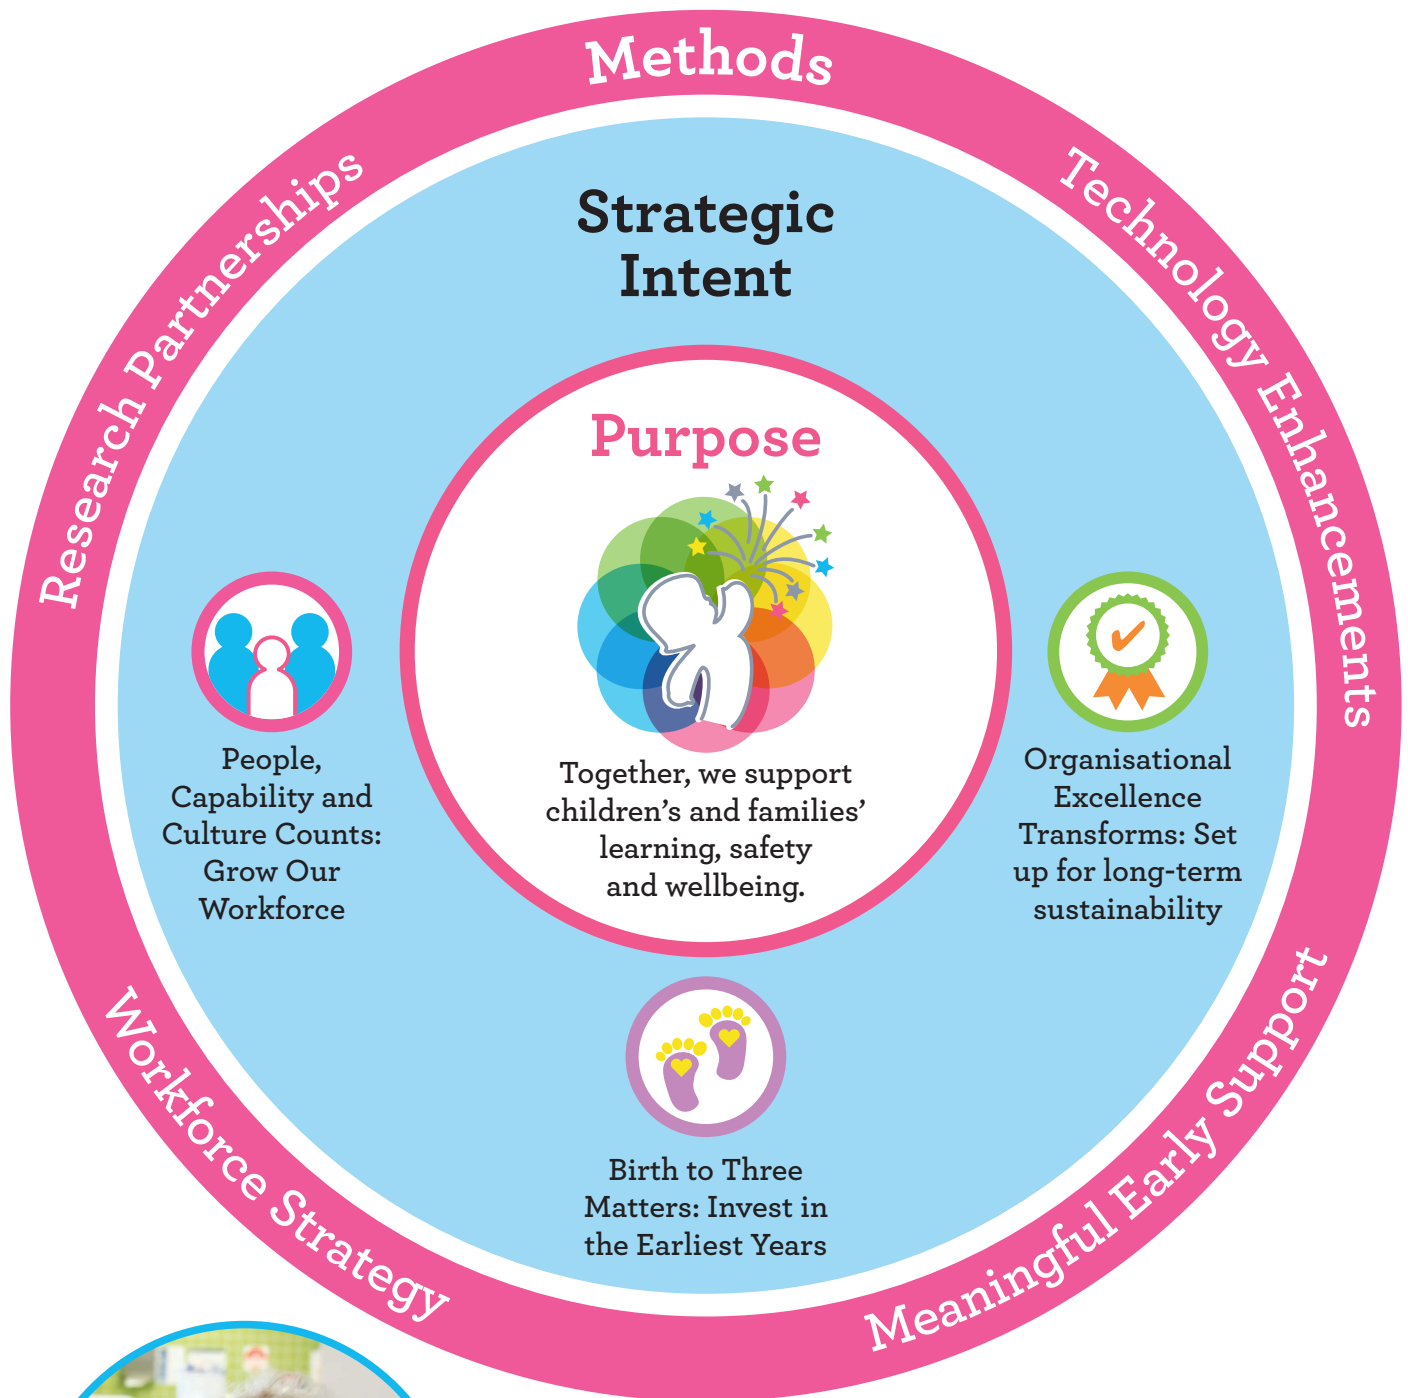 Methods
Research Partnerships
Technology Enhancements
Strategic
Intent
Purpose
Together, we support
children's and families'
learning, safety
and wellbeing.
People,
Capability and
Culture Counts:
Grow Our
Workforce
Organisational
Excellence
Transforms: Set
up for long-term
sustainability
Birth to Three
Matters: Invest in
the Earliest Years
Workforce Strategy
Meaningful Early Support